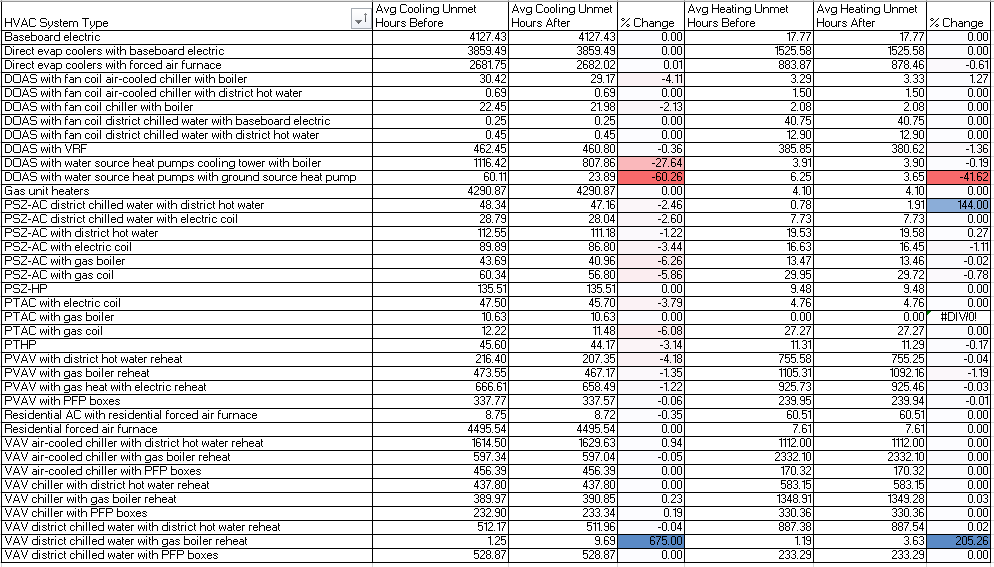 HVAC System Type Avg Cooling Unmet Hours Before Avg Cooling Unmet Hours After % Change Avg Heating Unmet Hours Before Avg Heating Unmet Hours After % Change
Baseboard electric 4127.43 4127.43 0.00 17.77 17.77 0.00
Direct evap coolers with baseboard electric 3859.49 3859.49 0.00 1525.58 1525.58 0.00
Direct evap coolers with forced air furnace 2681.75 2682.02 0.01 883.87 878.46 -0.61
DOAS with fan coil air-cooled chiller with boiler 30.42 29.17 -4.11 3.29 3.33 1.27
DOAS with fan coil air-cooled chiller with district hot water 0.69 0.69 0.00 1.50 1.50 0.00
DOAS with fan coil chiller with boiler 22.45 21.98 -2.13 2.08 2.08 0.00
DOAS with fan coil district chilled water with baseboard electric 0.25 0.25 0.00 40.75 40.75 0.00
DOAS with fan coil district chilled water with district hot water 0.45 0.45 0.00 12.90 12.90 0.00
DOAS with VRF 462.45 460.80 -0.36 385.85 380.62 -1.36
DOAS with water source heat pumps cooling tower with boiler 1116.42 807.86 -27.64 3.91 3.90 -0.19
DOAS with water source heat pumps with ground source heat pump 60.11 23.89 -60.26 6.25 3.65 -41.62
Gas unit heaters 4290.87 4290.87 0.00 4.10 4.10 0.00
PSZ-AC district chilled water with district hot water 48.34 47.16 -2.46 0.78 1.91 144.00
PSZ-AC district chilled water with electric coil 28.79 28.04 -2.60 7.73 7.73 0.00
PSZ-AC with district hot water 112.55 111.18 -1.22 19.53 19.58 0.27
PSZ-AC with electric coil 89.89 86.80 -3.44 16.63 16.45 -1.11
PSZ-AC with gas boiler 43.69 40.96 -6.26 13.47 13.46 -0.02
PSZ-AC with gas coil 60.34 56.80 -5.86 29.95 29.72 -0.78
PSZ-HP 135.51 135.51 0.00 9.48 9.48 0.00
PTAC with electric coil 47.50 45.70 -3.79 4.76 4.76 0.00
PTAC with gas boiler 10.63 10.63 0.00 0.00 0.00 #DIV/0!
PTAC with gas coil 12.22 11.48 -6.08 27.27 27.27 0.00
PTHP 45.60 44.17 -3.14 11.31 11.29 -0.17
PVAV with district hot water reheat 216.40 207.35 -4.18 755.58 755.25 -0.04
PVAV with gas boiler reheat 473.55 467.17 -1.35 1105.31 1092.16 -1.19
PVAV with gas heat with electric reheat 666.61 658.49 -1.22 925.73 925.46 -0.03
PVAV with PFP boxes 337.77 337.57 -0.06 239.95 239.94 -0.01
Residential AC with residential forced air furnace 8.75 8.72 -0.35 60.51 60.51 0.00
Residential forced air furnace 4495.54 4495.54 0.00 7.61 7.61 0.00
VAV air-cooled chiller with district hot water reheat 1614.50 1629.63 0.94 1112.00 1112.00 0.00
VAV air-cooled chiller with gas boiler reheat 597.34 597.04 -0.05 2332.10 2332.10 0.00
VAV air-cooled chiller with PFP boxes 456.39 456.39 0.00 170.32 170.32 0.00
VAV chiller with district hot water reheat 437.80 437.80 0.00 583.15 583.15 0.00
VAV chiller with gas boiler reheat 389.97 390.85 0.23 1348.91 1349.28 0.03
VAV chiller with PFP boxes 232.90 233.34 0.19 330.36 330.36 0.00
VAV district chilled water with district hot water reheat 512.17 511.96 -0.04 887.38 887.54 0.02
VAV district chilled water with gas boiler reheat 1.25 9.69 675.00 1.19 3.63 205.26
VAV district chilled water with PFP boxes 528.87 528.87 0.00 233.29 233.29 0.00